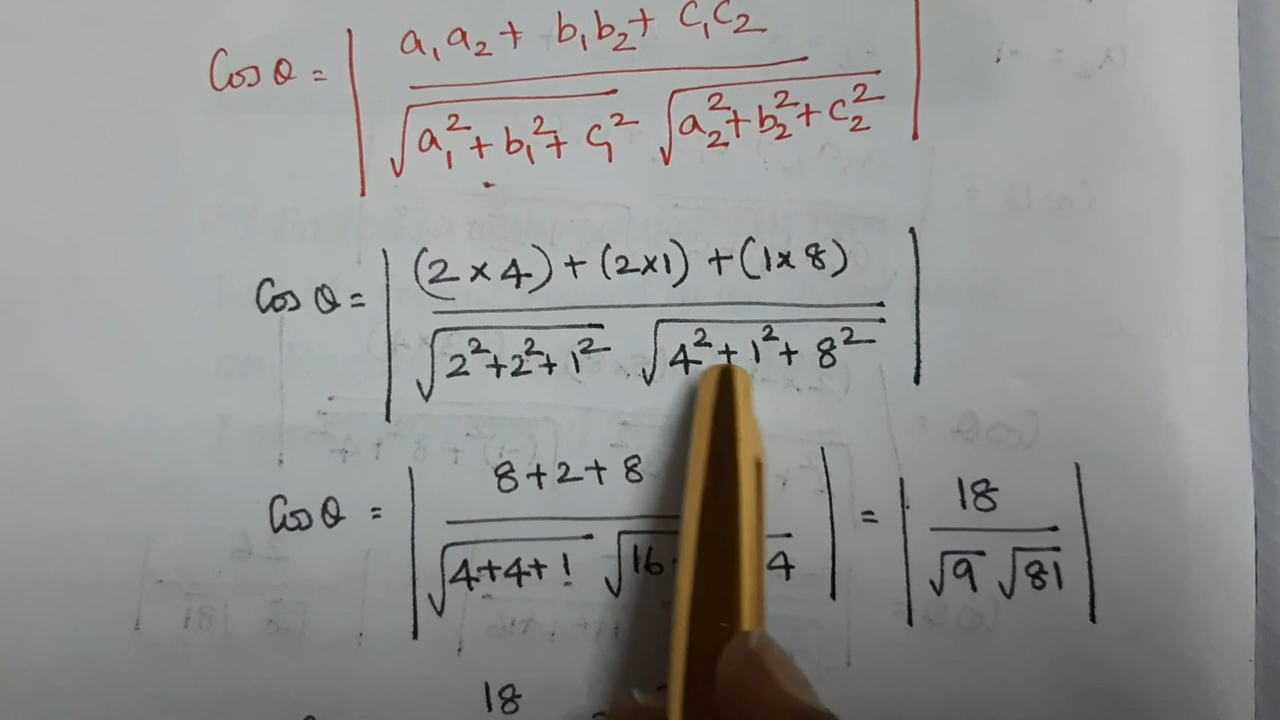 Cos θ = | a₁a₂ + b₁b₂ + c₁c₂ / √(a₁² + b₁² + c₁²) √(a₂² + b₂² + c₂²) |
Cos θ = | (2 × 4) + (2×1) + (1× 8) / √(2² + 2² + 1²) √(4² + 1² + 8²) |
Cos θ = | 8 + 2 + 8 / √(4+4+1) √(16 4) | = | 18 / √9 √81 |
18